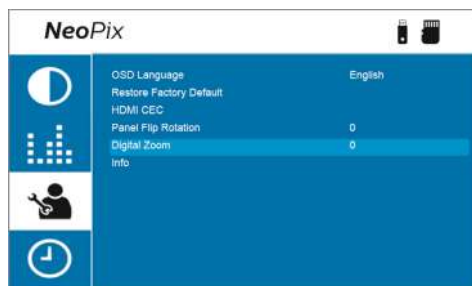 NeoPix
OSD Language English
Restore Factory Default
HDMI CEC
Panel Flip Rotation 0
Digital Zoom 0
Info